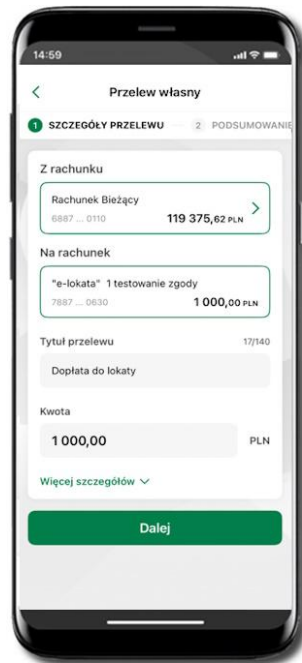 14:59
Przelew własny
1 SZCZEGÓŁY PRZELEWU 2 PODSUMOWANIE
Z rachunku
Rachunek Bieżący
6887 ... 0110 119 375,62 PLN
Na rachunek
"e-lokata" 1 testowanie zgody
7887 ... 0630 1 000,00 PLN
Tytuł przelewu 17/140
Dopłata do lokaty
Kwota
1 000,00 PLN
Więcej szczegółów
Dalej